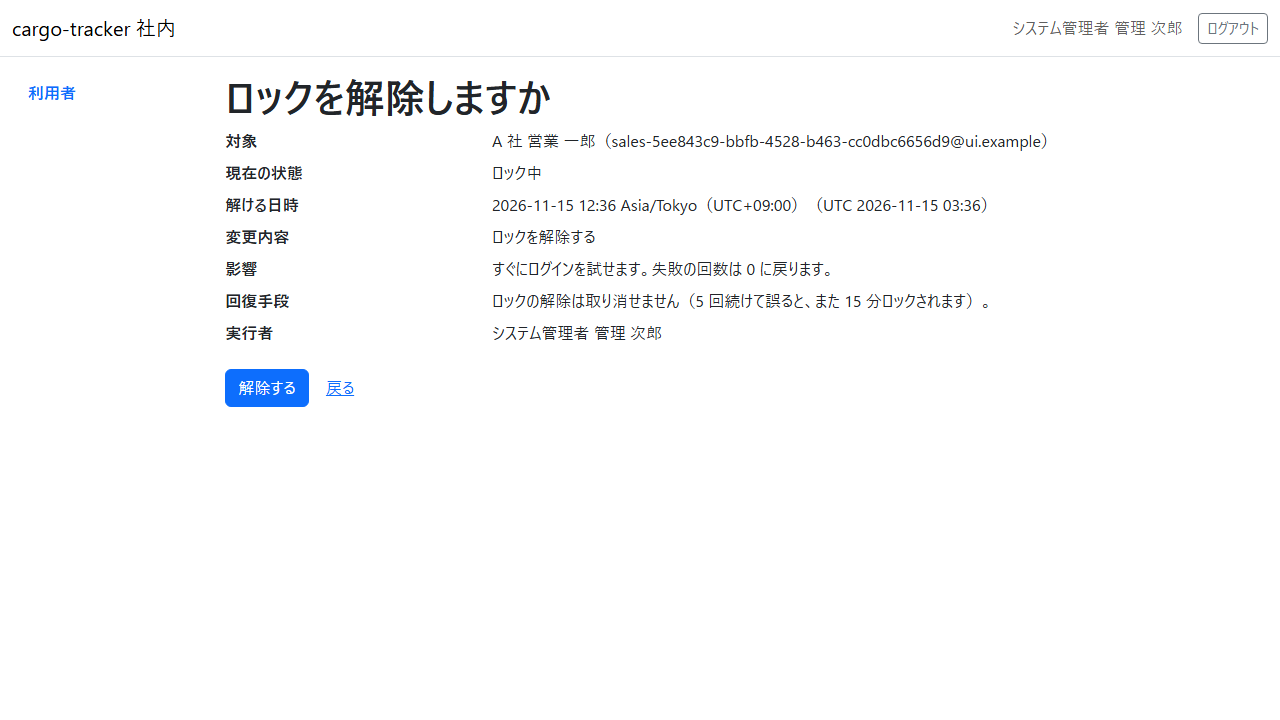 cargo-tracker 社内
システム管理者 管理 次郎 ログアウト
利用者
ロックを解除しますか
対象 A 社 営業 一郎（sales-5ee843c9-bbfb-4528-b463-cc0dbc6656d9@ui.example）
現在の状態 ロック中
解ける日時 2026-11-15 12:36 Asia/Tokyo（UTC+09:00）（UTC 2026-11-15 03:36）
変更内容 ロックを解除する
影響 すぐにログインを試せます。失敗の回数は 0 に戻ります。
回復手段 ロックの解除は取り消せません（5 回続けて誤ると、また 15 分ロックされます）。
実行者 システム管理者 管理 次郎
解除する 戻る